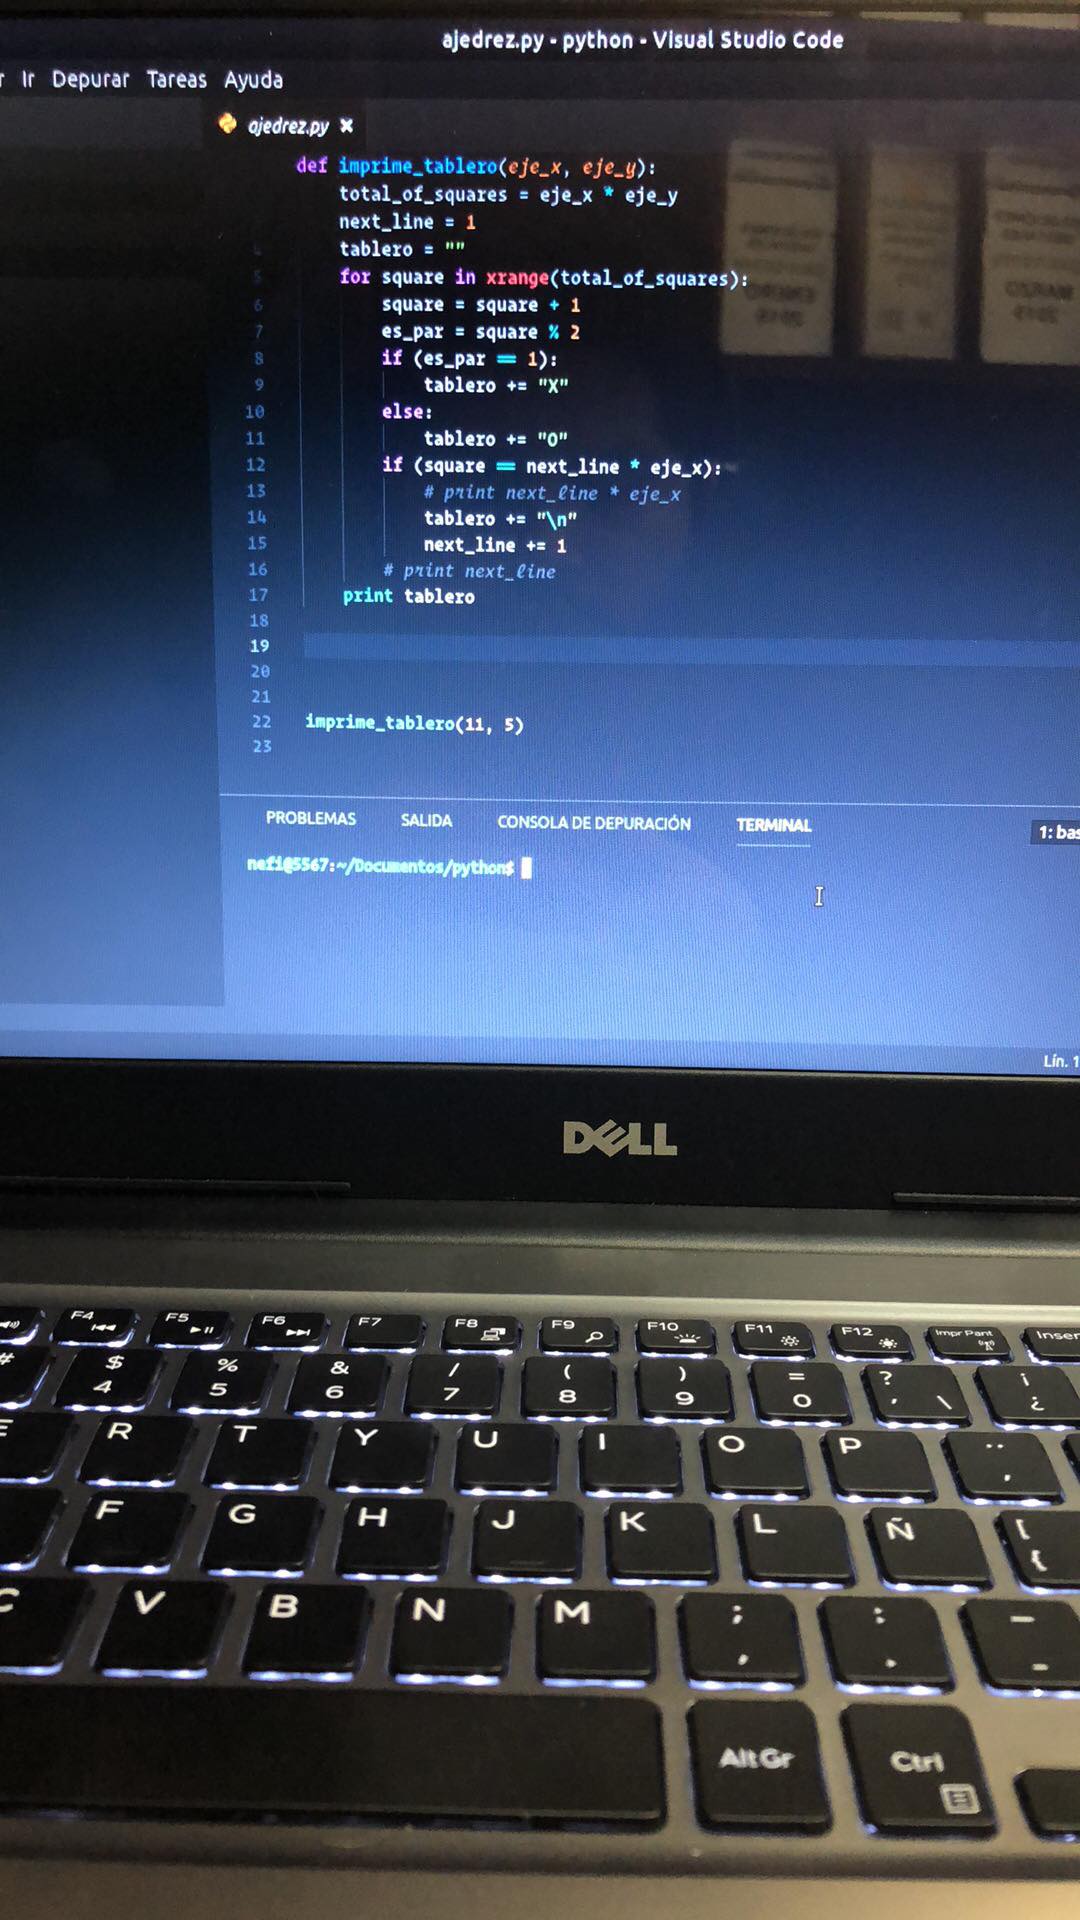 ajedrez.py - python - Visual Studio Code
Ir Depurar Tareas Ayuda
ajedrez.py ×
def imprime_tablero(eje_x, eje_y):
total_of_squares = eje_x * eje_y
next_line = 1
4 tablero = ""
5 for square in xrange(total_of_squares):
6 square = square + 1
7 es_par = square % 2
8 if (es_par == 1):
9 tablero += "X"
10 else:
11 tablero += "O"
12 if (square == next_line * eje_x):
13 # print next_line * eje_x
14 tablero += "\n"
15 next_line += 1
16 # print next_line
17 print tablero
18
19
20
21
22 imprime_tablero(11, 5)
23
PROBLEMAS SALIDA CONSOLA DE DEPURACIÓN TERMINAL 1: bas
nefi@5567:~/Documentos/python$
Lín. 1
DELL
F4 F5 F6 F7 F8 F9 F10 F11 F12 Impr Pant Inser
# $ % & / ( ) = ? ¡
4 5 6 7 8 9 0 ' \ ¿
E R T Y U I O P
F G H J K L Ñ [
{
C V B N M ; :
, . -
Alt Gr Ctrl